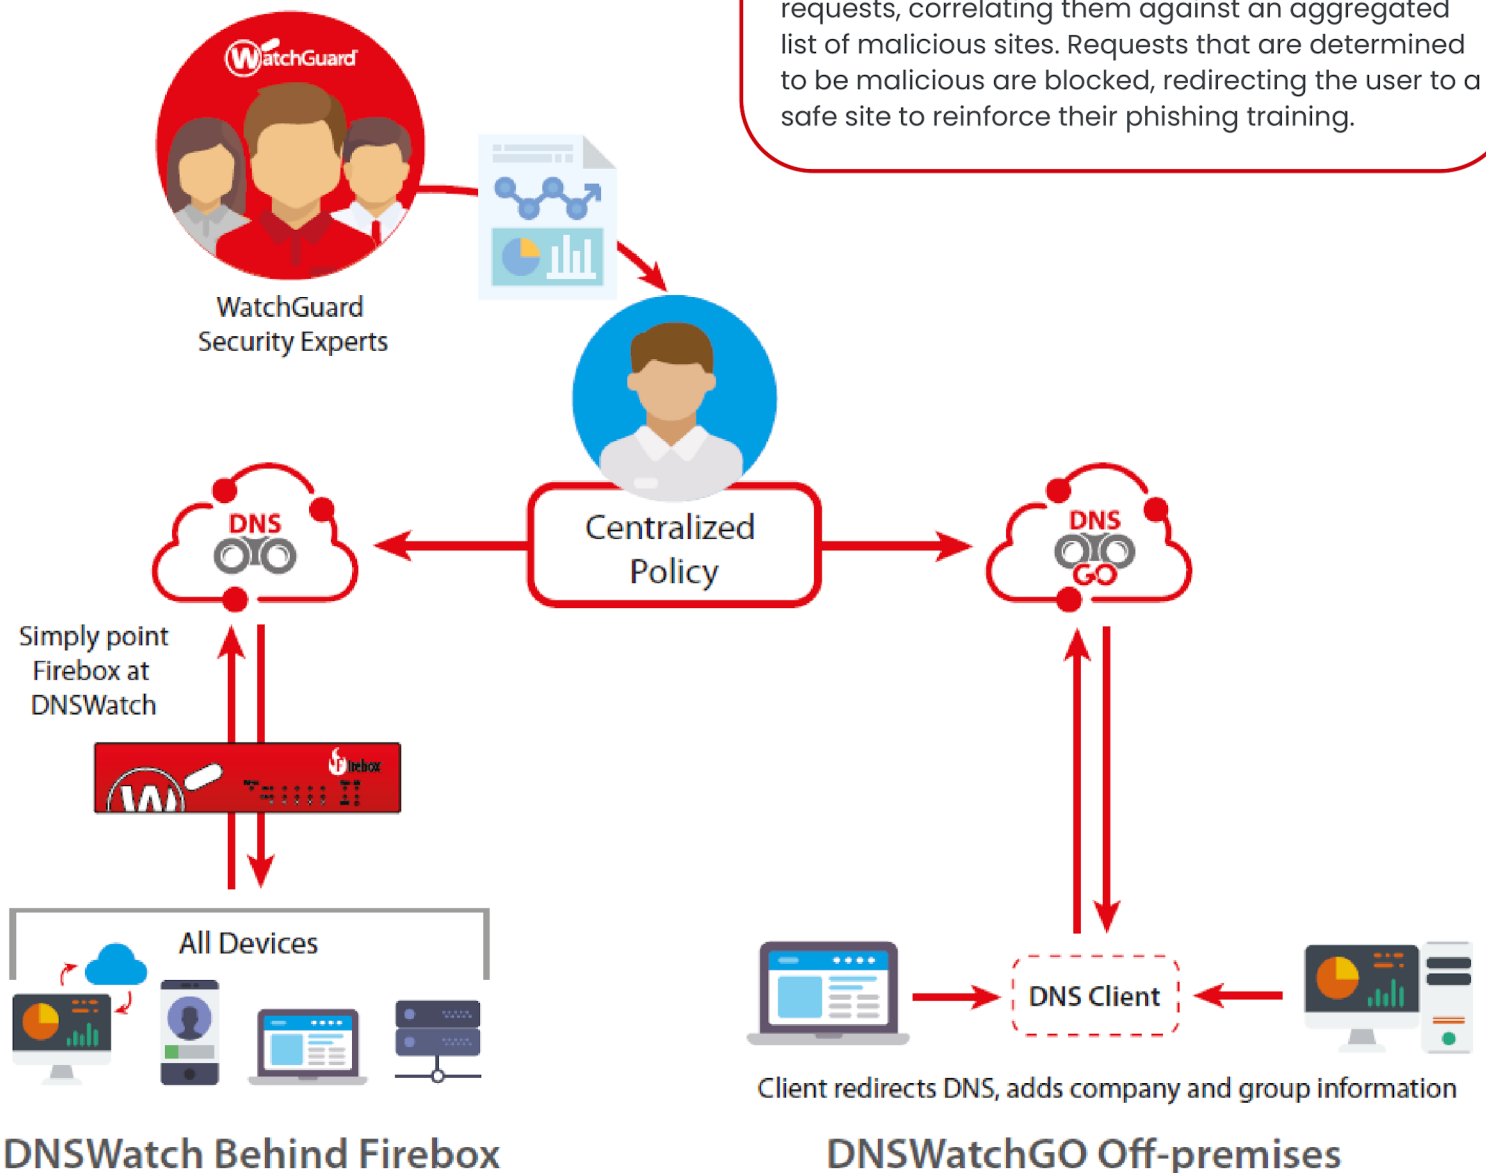 requests, correlating them against an aggregated
list of malicious sites. Requests that are determined
to be malicious are blocked, redirecting the user to a
safe site to reinforce their phishing training.
WatchGuard
WatchGuard
Security Experts
Centralized
Policy
DNS
DNS
GO
Simply point
Firebox at
DNSWatch
Firebox
W
All Devices
DNS Client
Client redirects DNS, adds company and group information
DNSWatch Behind Firebox
DNSWatchGO Off-premises